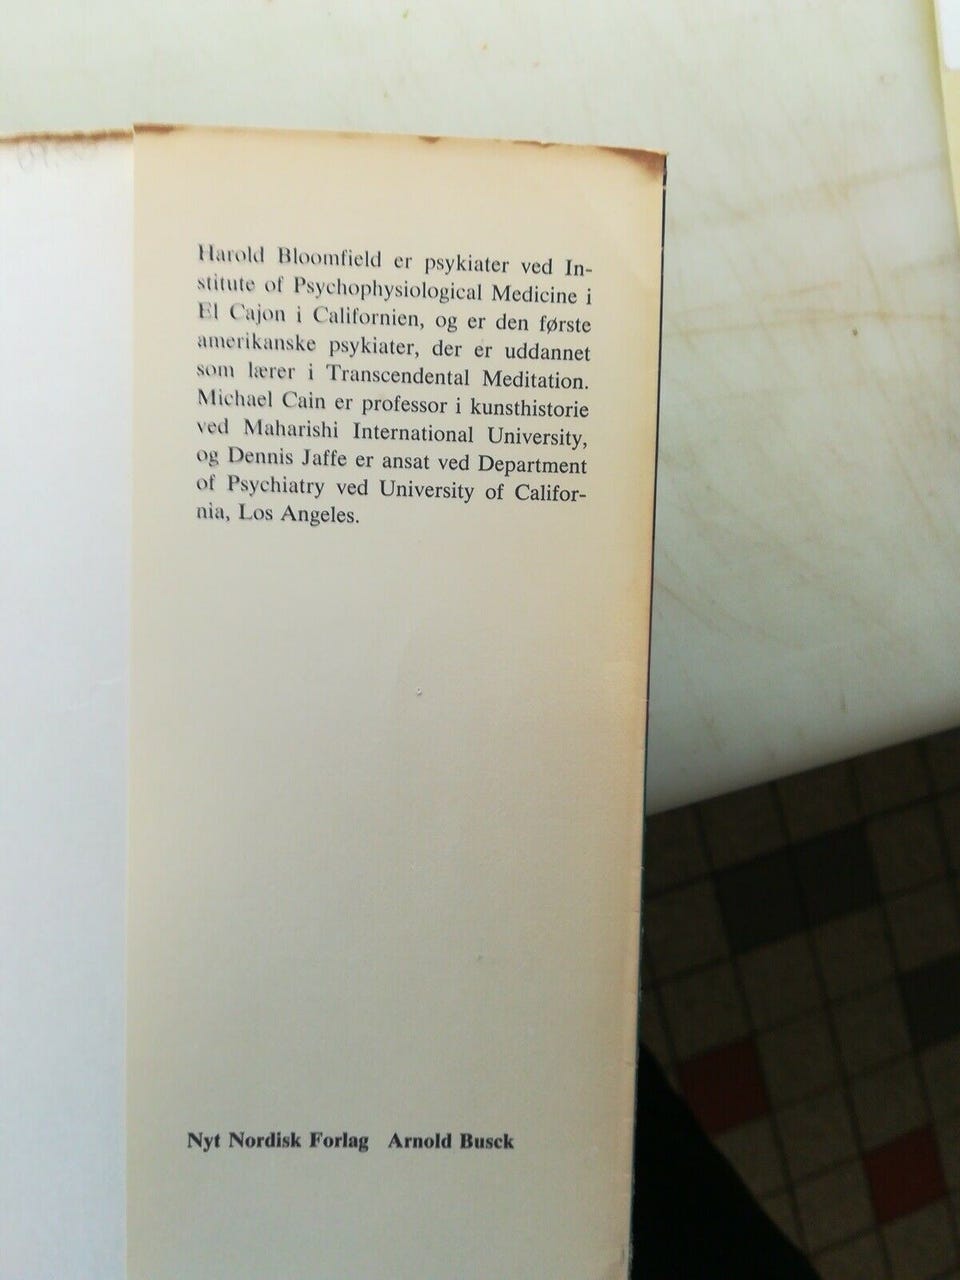 Harold Bloomfield er psykiater ved In-
stitute of Psychophysiological Medicine i
El Cajon i Californien, og er den første
amerikanske psykiater, der er uddannet
som lærer i Transcendental Meditation.
Michael Cain er professor i kunsthistorie
ved Maharishi International University,
og Dennis Jaffe er ansat ved Department
of Psychiatry ved University of Califor-
nia, Los Angeles.
Nyt Nordisk Forlag Arnold Busck